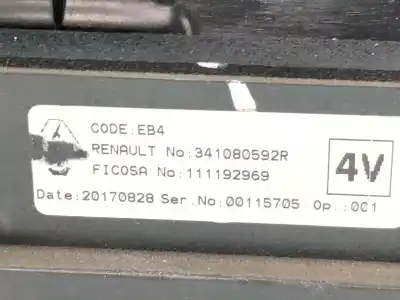 CODE:EB4
RENAULT No:341080592R
FICOSA No:111192969
4V
Date:20170828 Ser.No:00115705 Op.:001